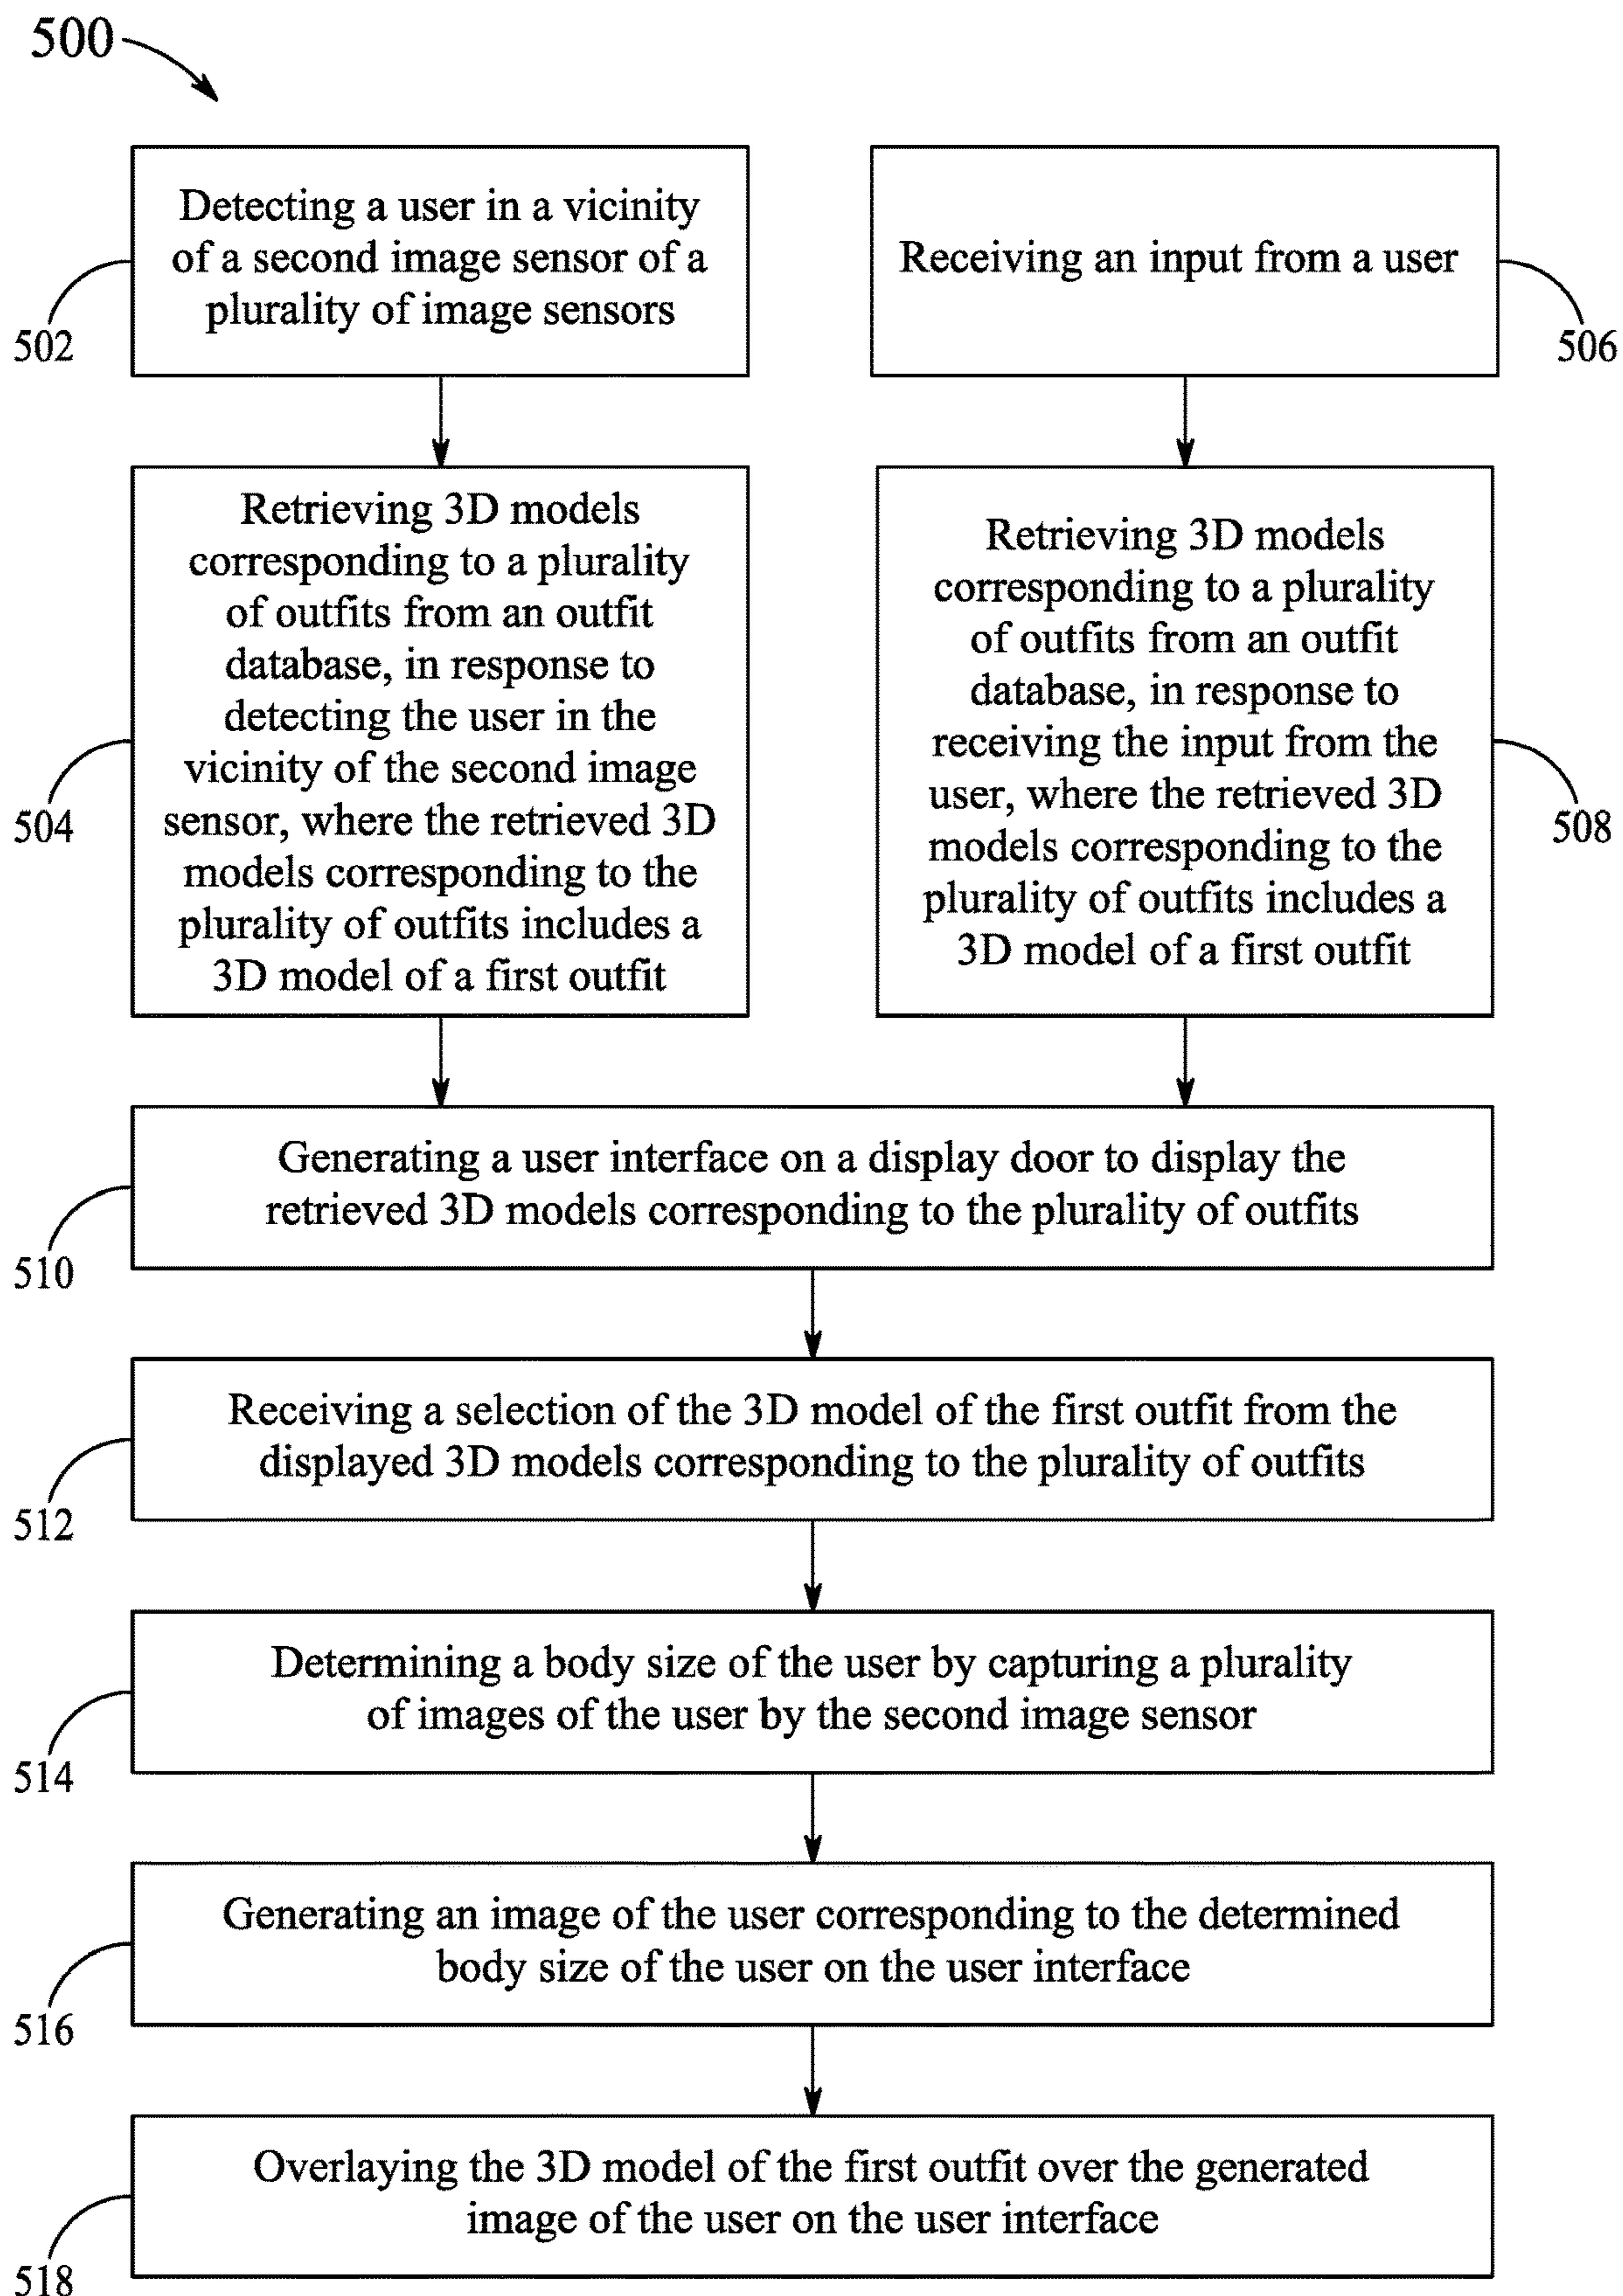 500
Detecting a user in a vicinity
of a second image sensor of a
plurality of image sensors
502
Receiving an input from a user
506
Retrieving 3D models
corresponding to a plurality
of outfits from an outfit
database, in response to
detecting the user in the
vicinity of the second image
sensor, where the retrieved 3D
models corresponding to the
plurality of outfits includes a
3D model of a first outfit
504
Retrieving 3D models
corresponding to a plurality
of outfits from an outfit
database, in response to
receiving the input from the
user, where the retrieved 3D
models corresponding to the
plurality of outfits includes a
3D model of a first outfit
508
Generating a user interface on a display door to display the
retrieved 3D models corresponding to the plurality of outfits
510
Receiving a selection of the 3D model of the first outfit from the
displayed 3D models corresponding to the plurality of outfits
512
Determining a body size of the user by capturing a plurality
of images of the user by the second image sensor
514
Generating an image of the user corresponding to the determined
body size of the user on the user interface
516
Overlaying the 3D model of the first outfit over the generated
image of the user on the user interface
518